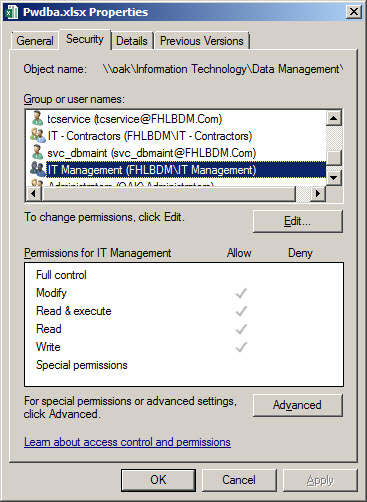 Pwdba.xlsx Properties
General Security Details Previous Versions
Object name: \\oak\Information Technology\Data Management\
Group or user names:
tcservice (tcservice@FHLBDM.Com)
IT - Contractors (FHLBDM\IT - Contractors)
svc_dbmaint (svc_dbmaint@FHLBDM.Com)
IT Management (FHLBDM\IT Management)
Administrators (OAK\Administrators)
To change permissions, click Edit.
Edit...
Permissions for IT Management Allow Deny
Full control
Modify
Read & execute
Read
Write
Special permissions
For special permissions or advanced settings,
click Advanced.
Advanced
Learn about access control and permissions
OK Cancel Apply